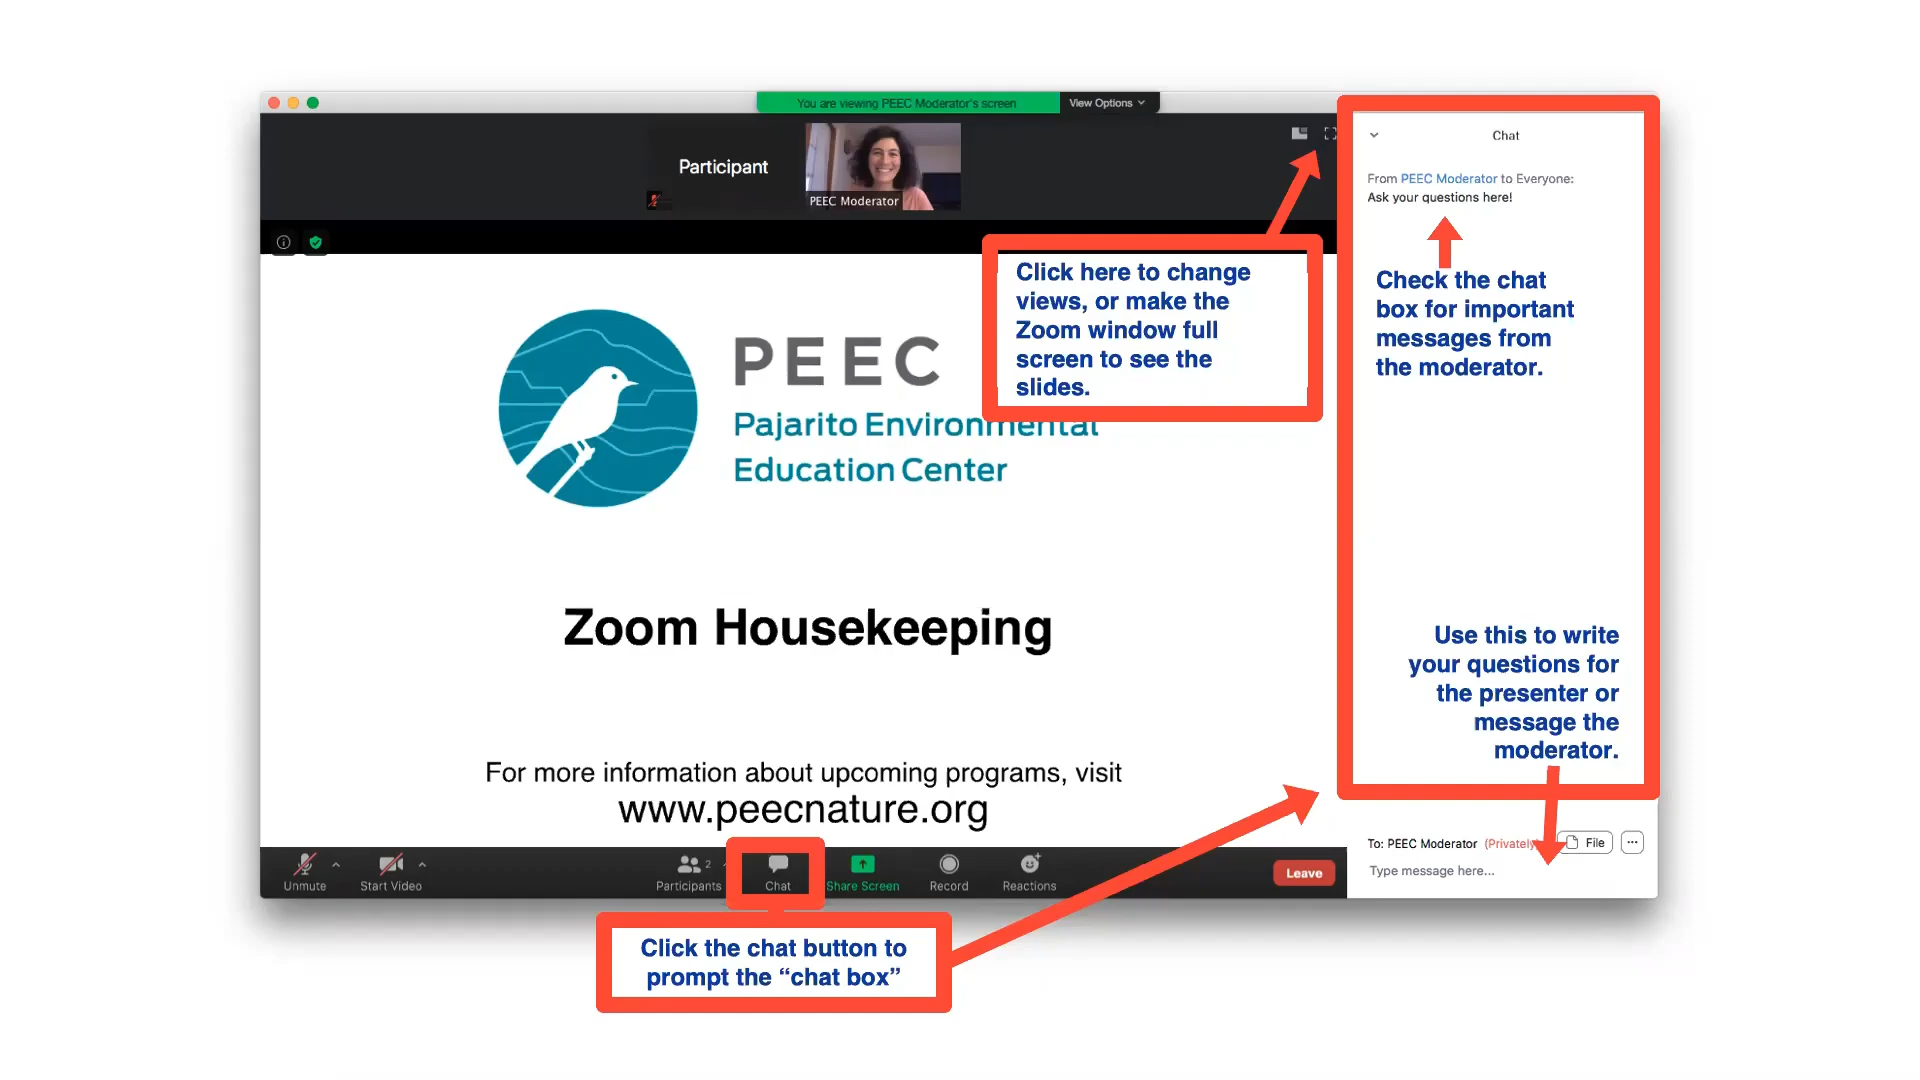 You are viewing PEEC Moderator's screen
View Options
Participant
PEEC Moderator
Chat
From PEEC Moderator to Everyone:
Ask your questions here!
Click here to change
views, or make the
Zoom window full
screen to see the
slides.
Check the chat
box for important
messages from
the moderator.
PEEC
Pajarito Environmental
Education Center
Zoom Housekeeping
Use this to write
your questions for
the presenter or
message the
moderator.
For more information about upcoming programs, visit
www.peecnature.org
To: PEEC Moderator (Privately)
File
Type message here...
Unmute
Start Video
Participants
2
Chat
Share Screen
Record
Reactions
Leave
Click the chat button to
prompt the “chat box”